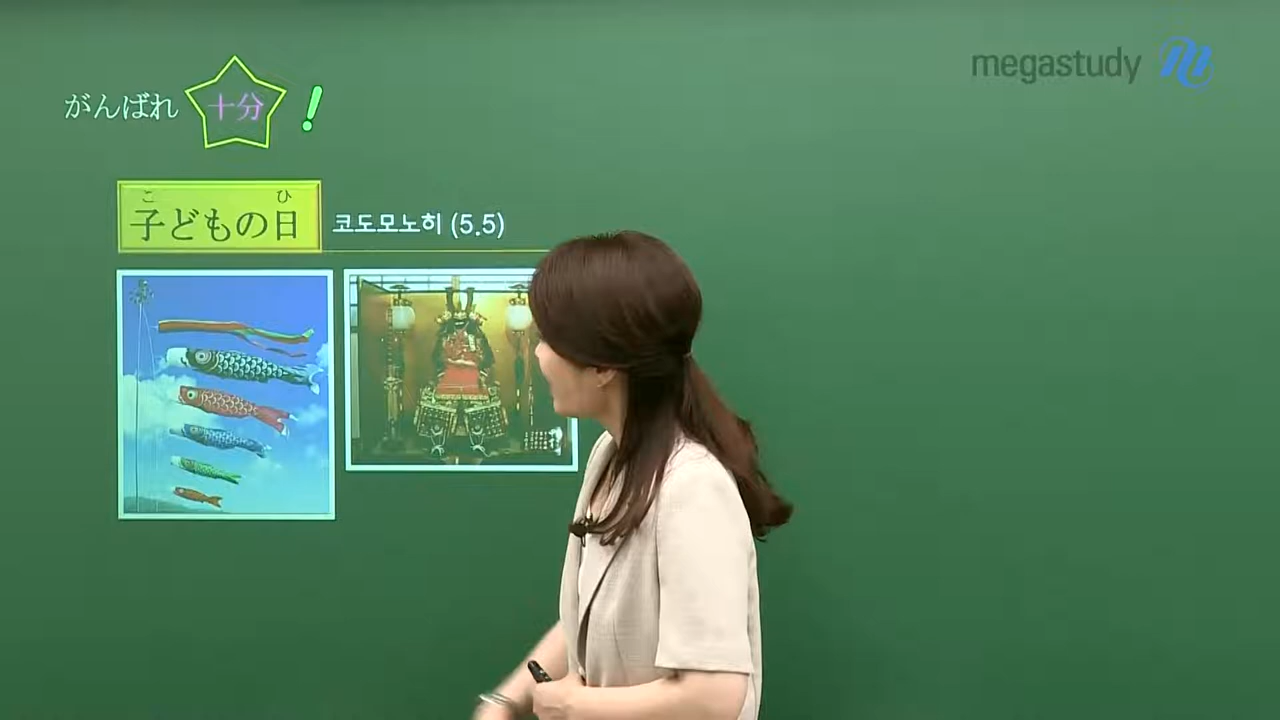 megastudy
がんばれ 十分 !
こ ひ
子どもの日 코도모노히 (5.5)